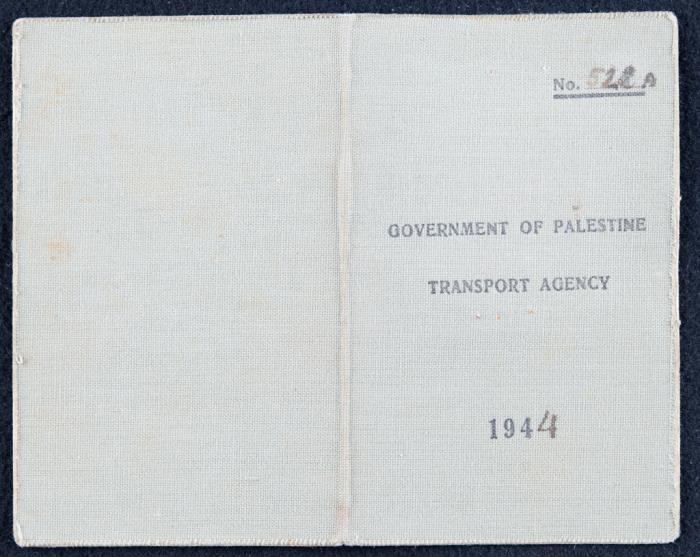 No. 522 A
GOVERNMENT OF PALESTINE
TRANSPORT AGENCY
1944